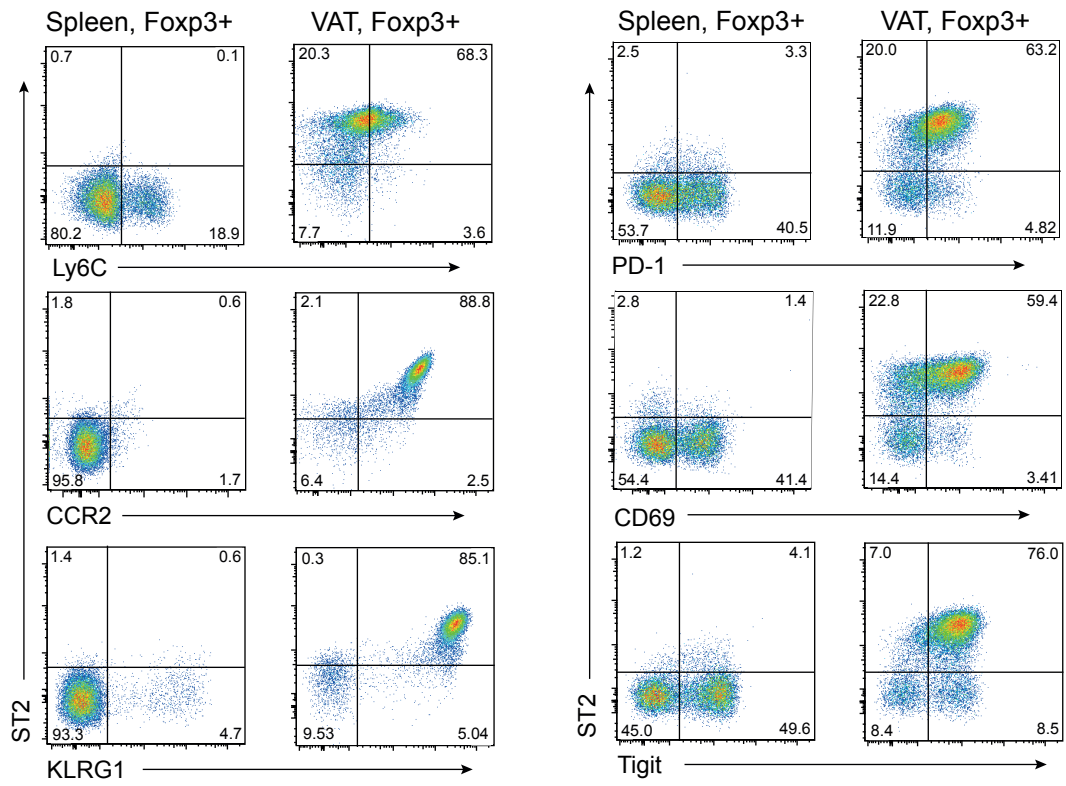 Spleen, Foxp3+ VAT, Foxp3+ Spleen, Foxp3+ VAT, Foxp3+
0.7 0.1 20.3 68.3 2.5 3.3 20.0 63.2
80.2 18.9 7.7 3.6 53.7 40.5 11.9 4.82
Ly6C PD-1
1.8 0.6 2.1 88.8 2.8 1.4 22.8 59.4
95.8 1.7 6.4 2.5 54.4 41.4 14.4 3.41
CCR2 CD69
1.4 0.6 0.3 85.1 1.2 4.1 7.0 76.0
93.3 4.7 9.53 5.04 45.0 49.6 8.4 8.5
ST2 ST2
KLRG1 Tigit